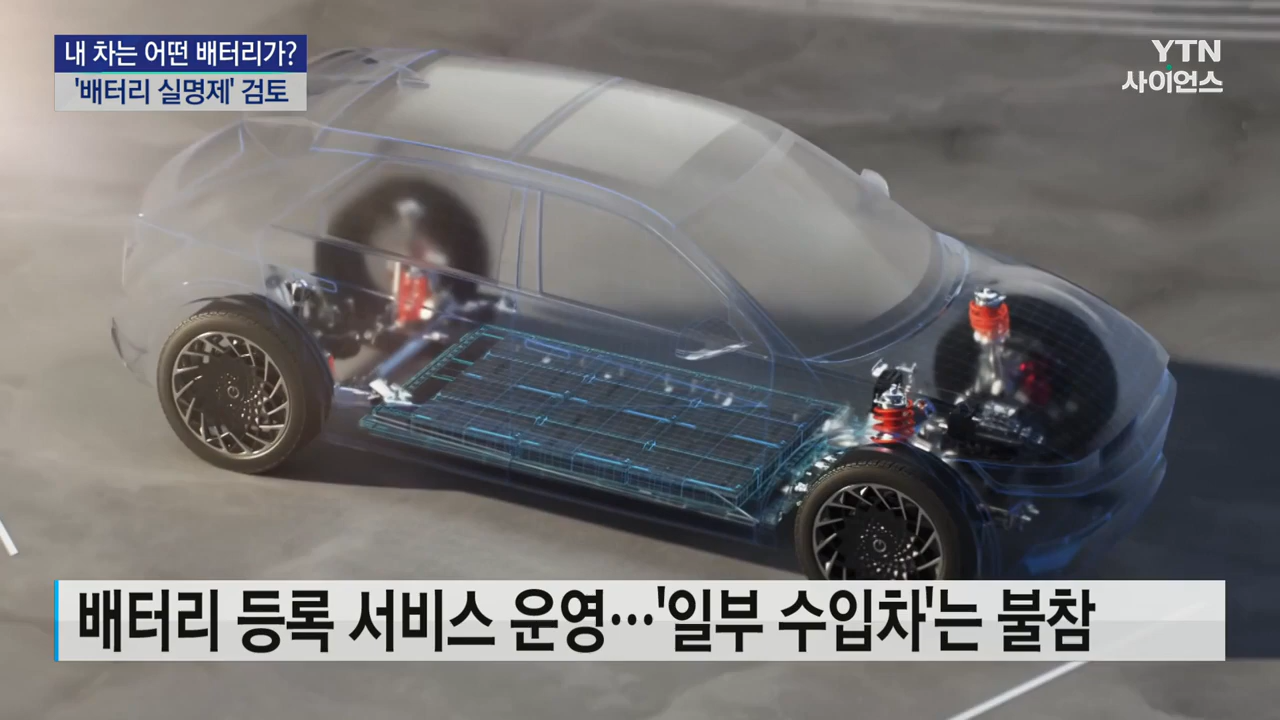 내 차는 어떤 배터리가?
'배터리 실명제' 검토
YTN
사이언스
배터리 등록 서비스 운영…'일부 수입차'는 불참